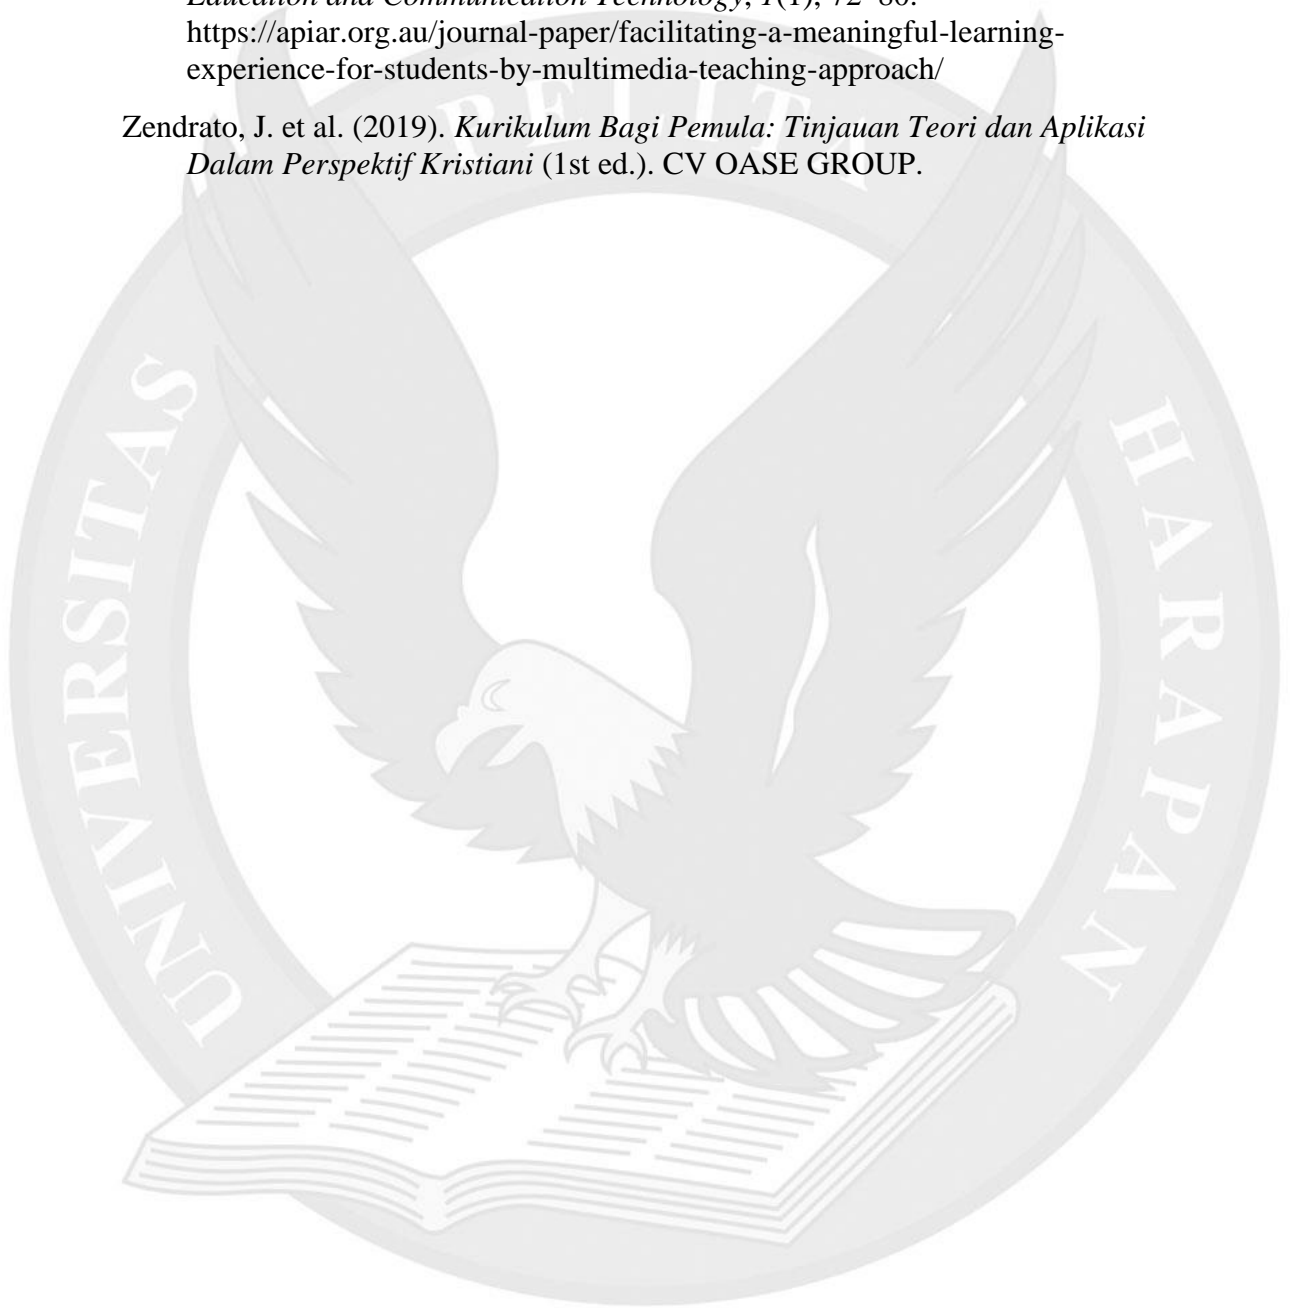 Education and Communication Technology, 1(1), 72–80.
https://apiar.org.au/journal-paper/facilitating-a-meaningful-learning-
experience-for-students-by-multimedia-teaching-approach/
Zendrato, J. et al. (2019). Kurikulum Bagi Pemula: Tinjauan Teori dan Aplikasi
Dalam Perspektif Kristiani (1st ed.). CV OASE GROUP.
UNIVERSITAS
PELITA
HARAPAN